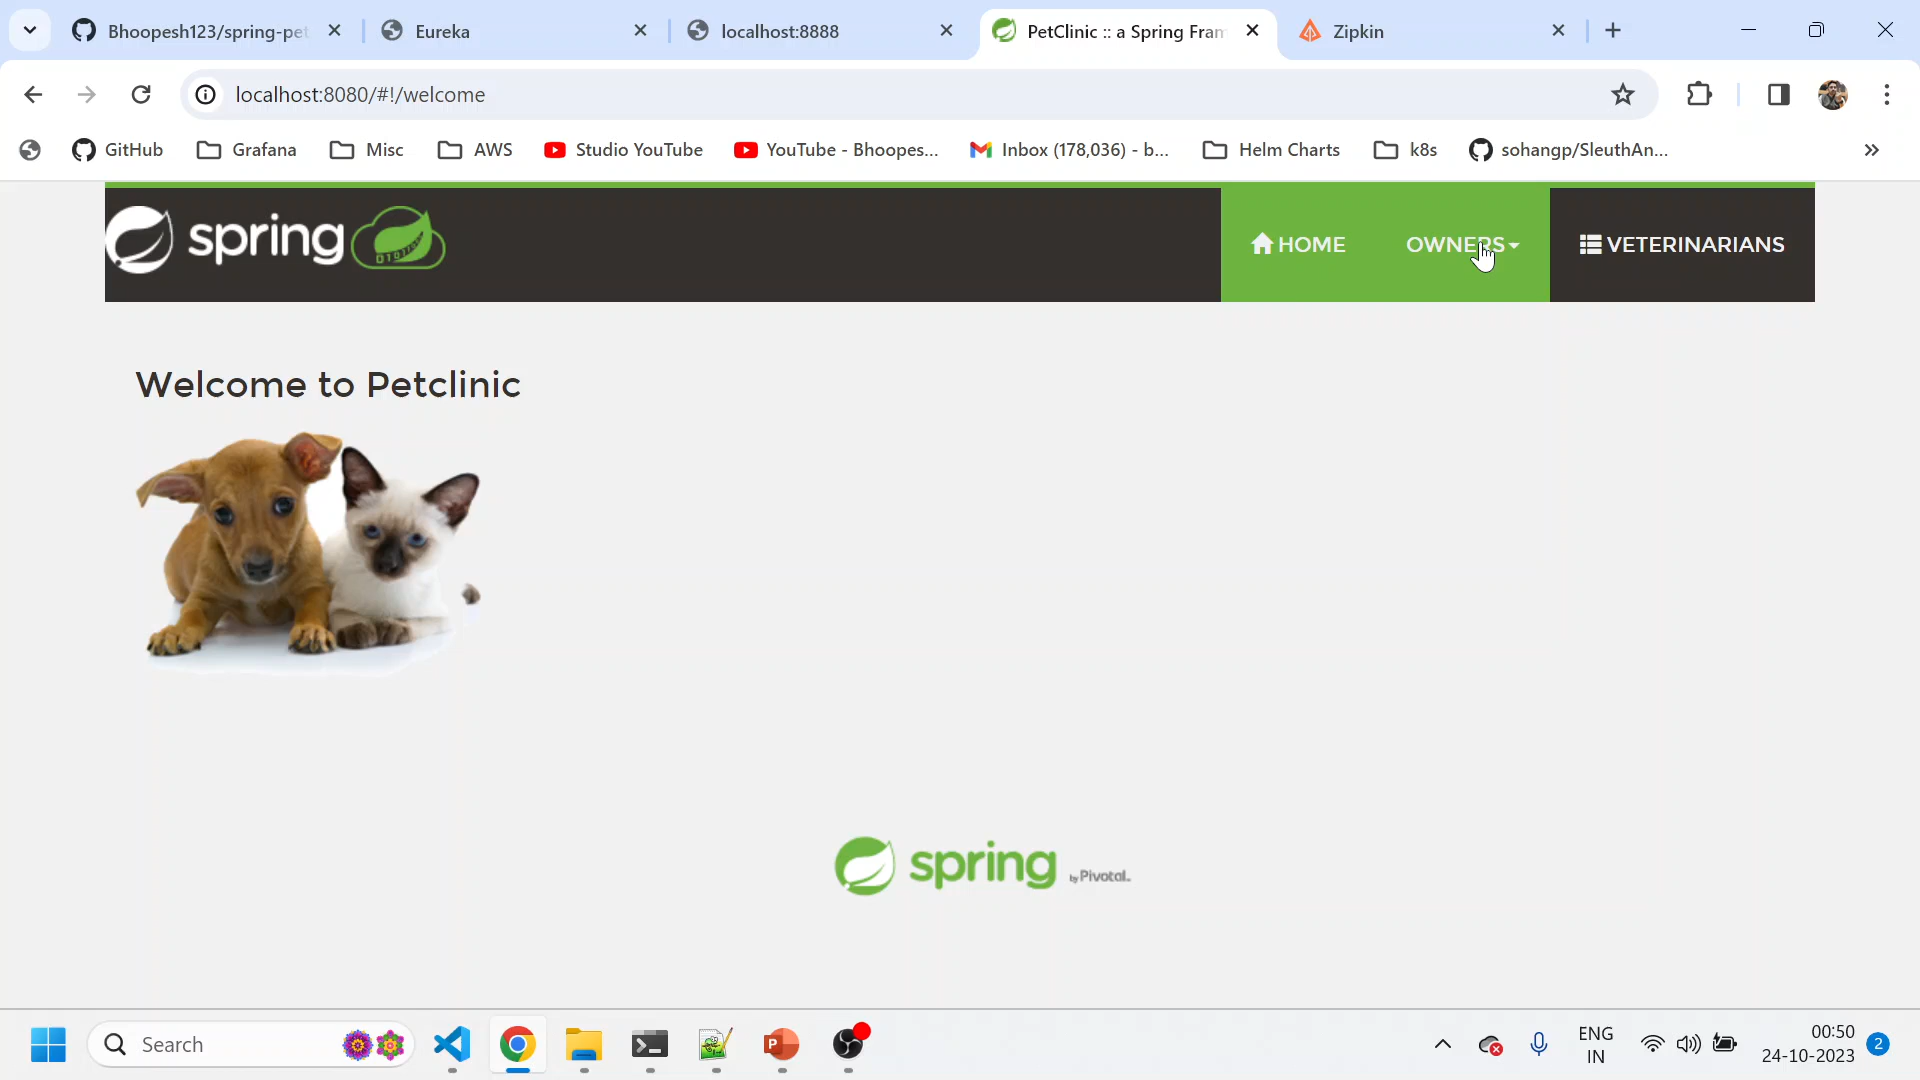 Bhoopesh123/spring-pet
Eureka
localhost:8888
PetClinic :: a Spring Fram
Zipkin
localhost:8080/#!/welcome
GitHub
Grafana
Misc
AWS
Studio YouTube
YouTube - Bhoopes...
Inbox (178,036) - b...
Helm Charts
k8s
sohangp/SleuthAn...
spring
HOME
OWNERS
VETERINARIANS
Welcome to Petclinic
spring by Pivotal
Search
ENG
IN
00:50
24-10-2023
2